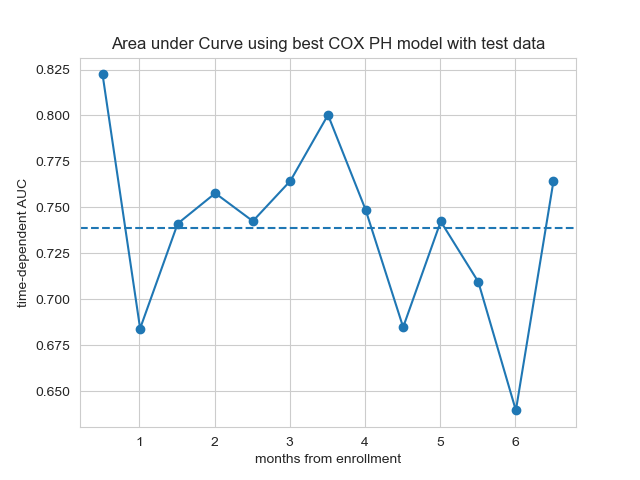 Area under Curve using best COX PH model with test data
time-dependent AUC
0.825
0.800
0.775
0.750
0.725
0.700
0.675
0.650
1 2 3 4 5 6
months from enrollment